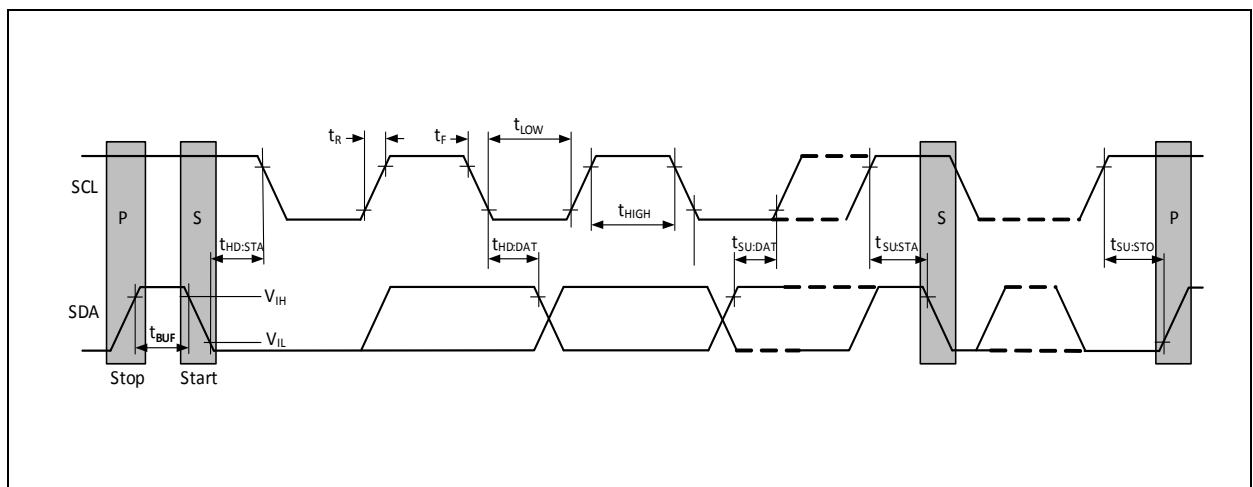 tR
tF
tLOW
SCL
P
S
tHD:STA
tHD:DAT
tHIGH
tSU:DAT
tSU:STA
S
tSU:STO
P
SDA
VIH
tBUF
VIL
Stop
Start